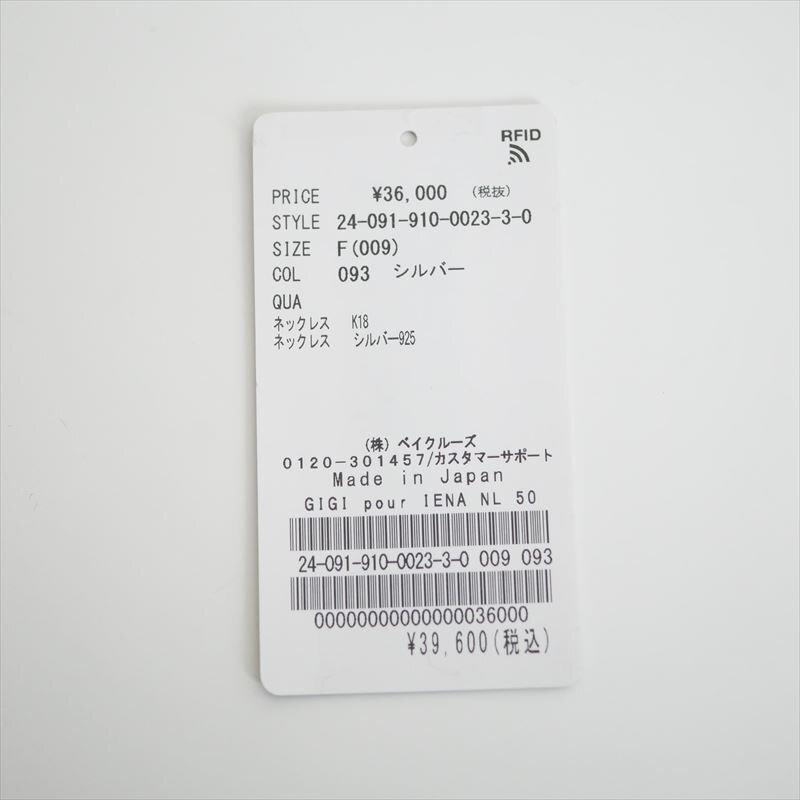 RFID
PRICE ¥36,000 (税抜)
STYLE 24-091-910-0023-3-0
SIZE F(009)
COL 093 シルバー
QUA
ネックレス K18
ネックレス シルバー925
(株) ベイクルーズ
0120-301457/カスタマーサポート
Made in Japan
GIGI pour IENA NL 50
24-091-910-0023-3-0 009 093
00000000000000036000
¥39,600(税込)